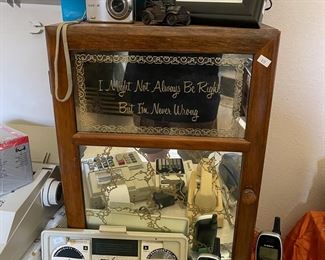 I Might Not Always Be Right
But I'm Never Wrong